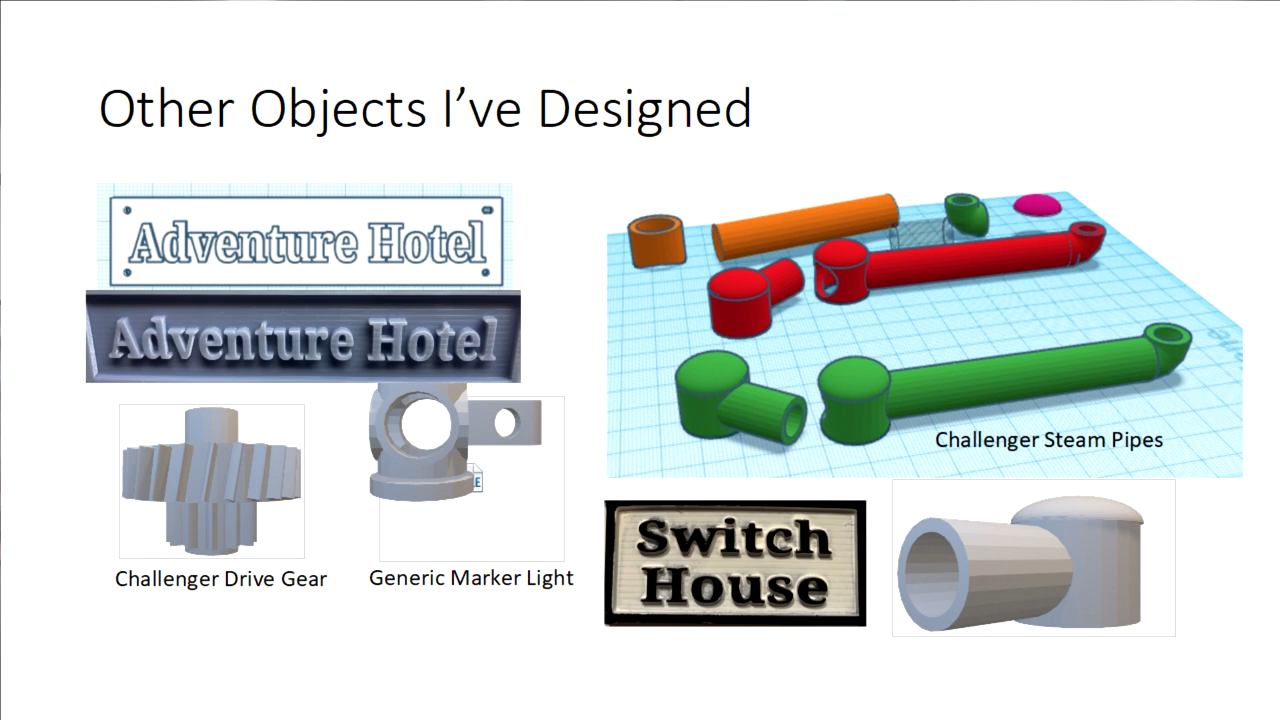 Other Objects I’ve Designed
Adventure Hotel
Adventure Hotel
Challenger Steam Pipes
Challenger Drive Gear
Generic Marker Light
E
Switch
House